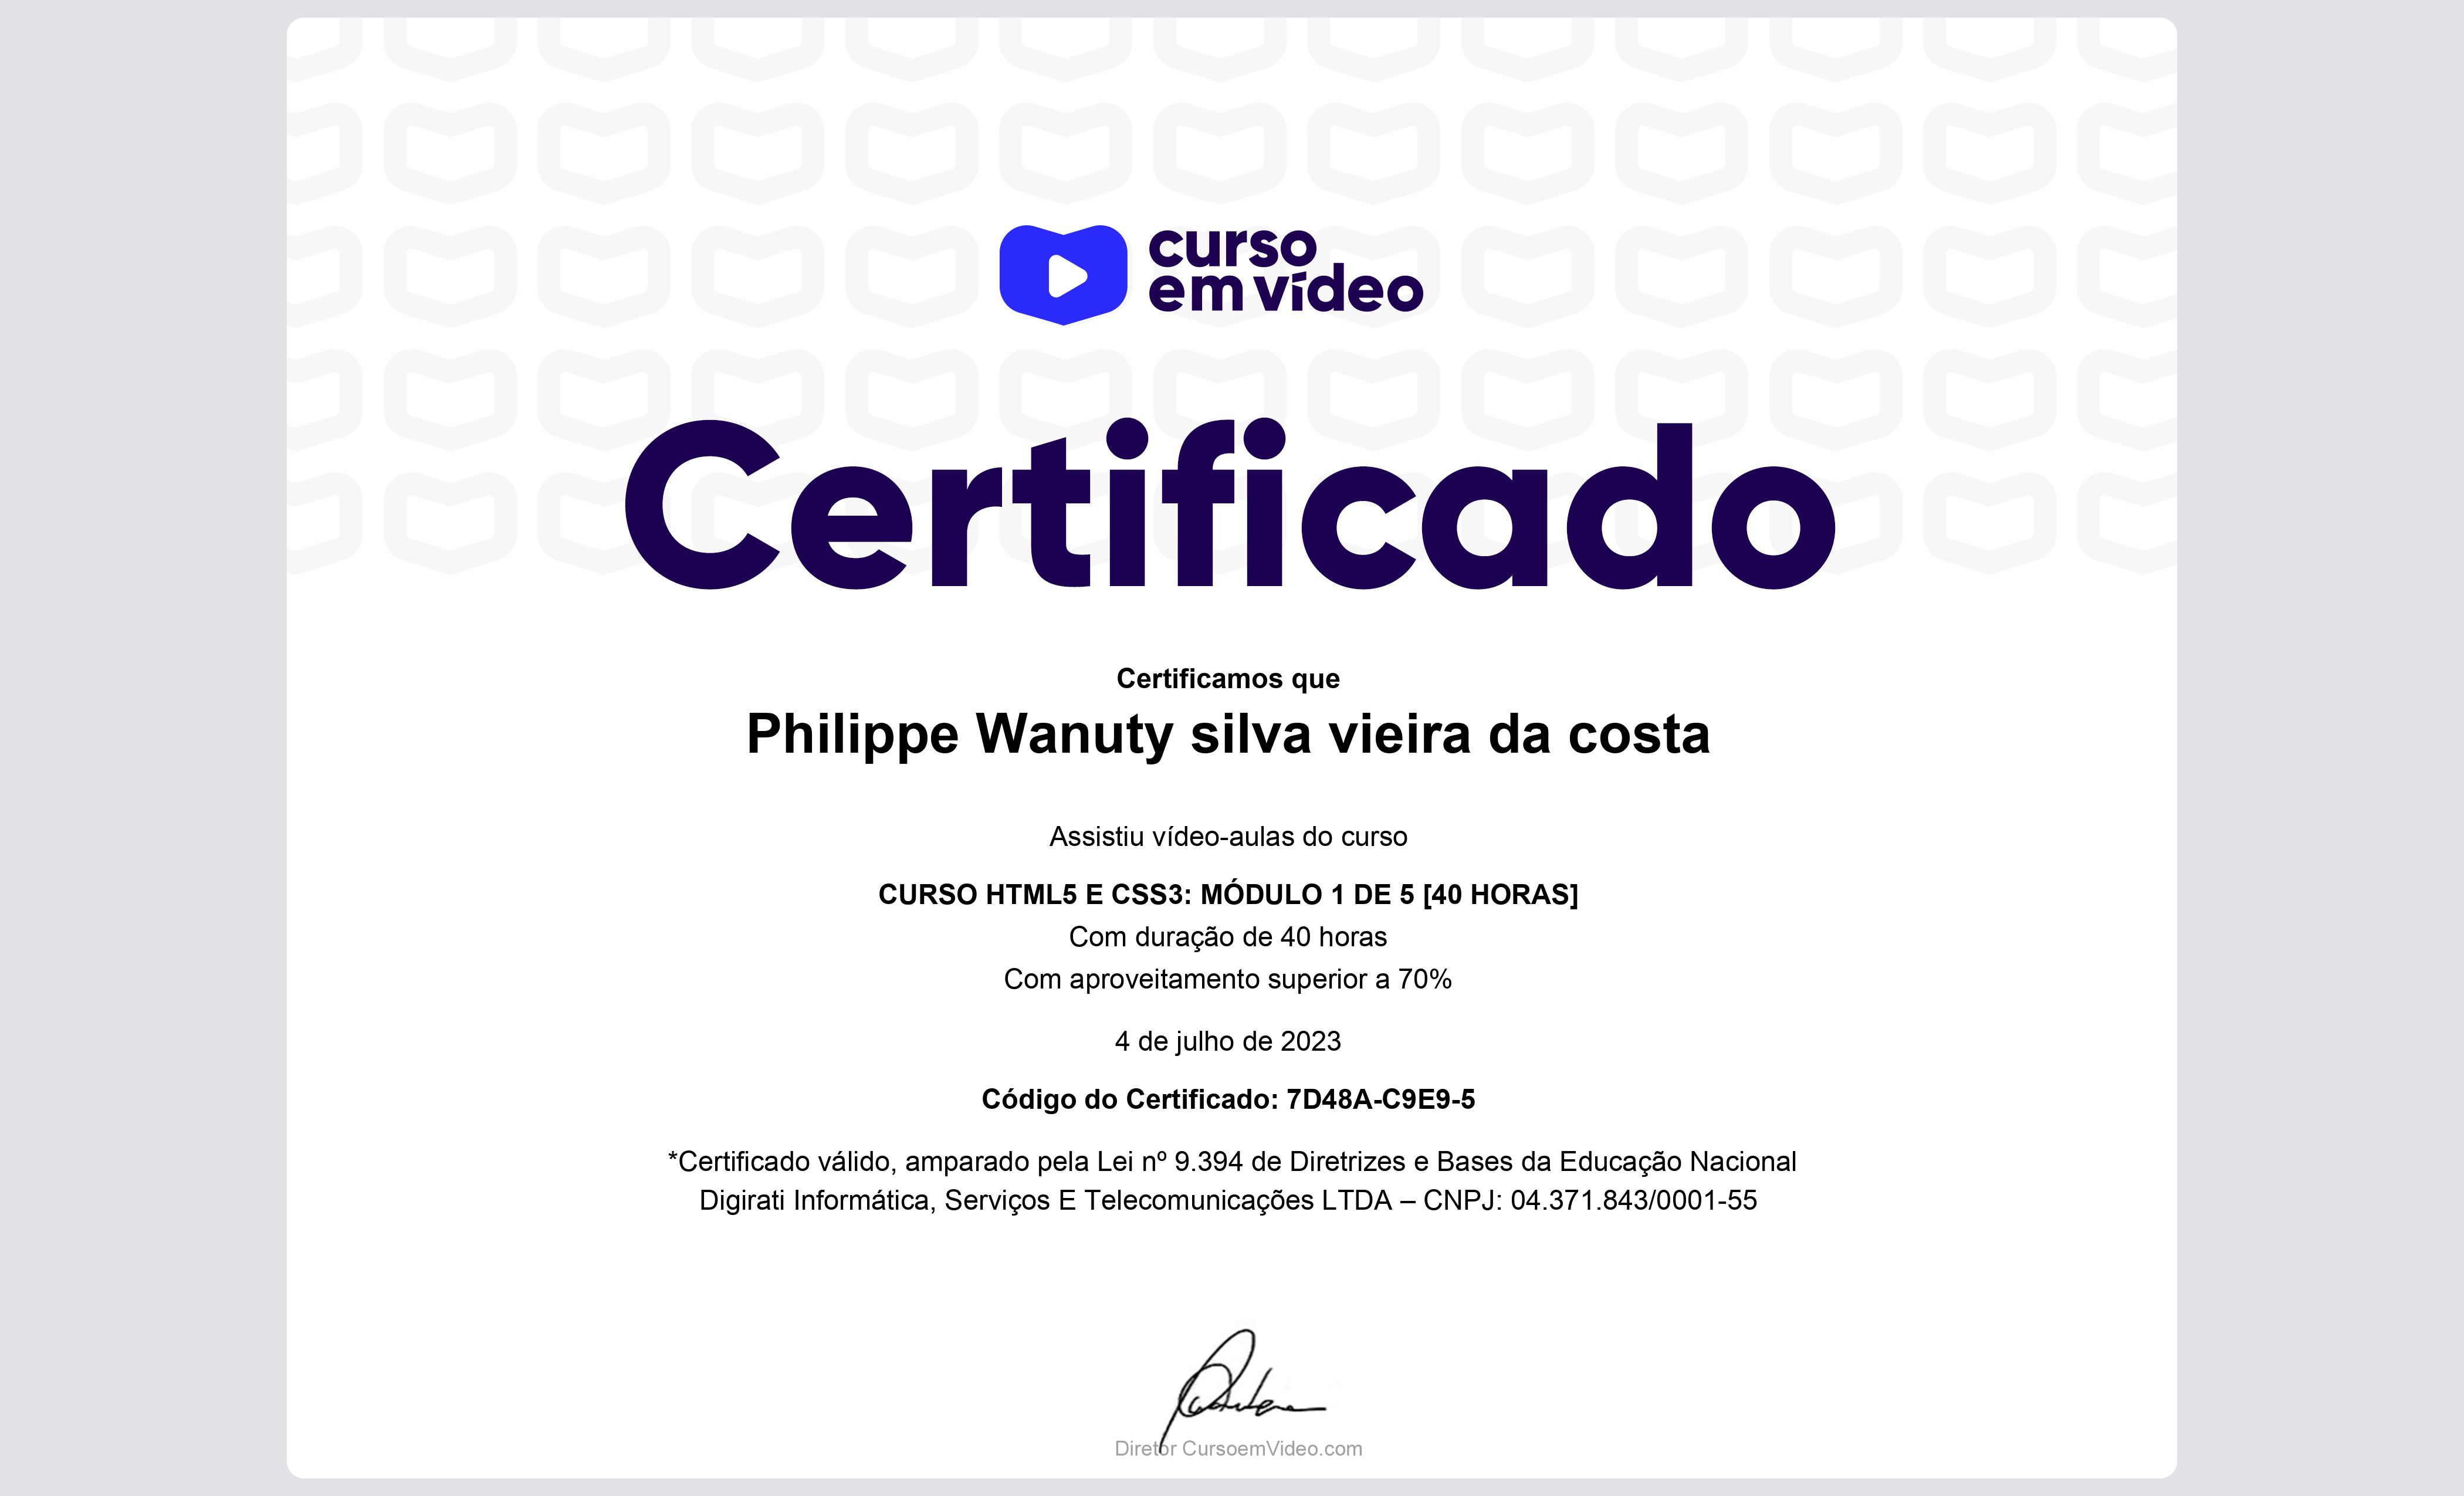 curso
em vídeo
Certificado
Certificamos que
Philippe Wanuty silva vieira da costa
Assistiu vídeo-aulas do curso
CURSO HTML5 E CSS3: MÓDULO 1 DE 5 [40 HORAS]
Com duração de 40 horas
Com aproveitamento superior a 70%
4 de julho de 2023
Código do Certificado: 7D48A-C9E9-5
*Certificado válido, amparado pela Lei nº 9.394 de Diretrizes e Bases da Educação Nacional
Digirati Informática, Serviços E Telecomunicações LTDA – CNPJ: 04.371.843/0001-55
Diretor CursoemVideo.com